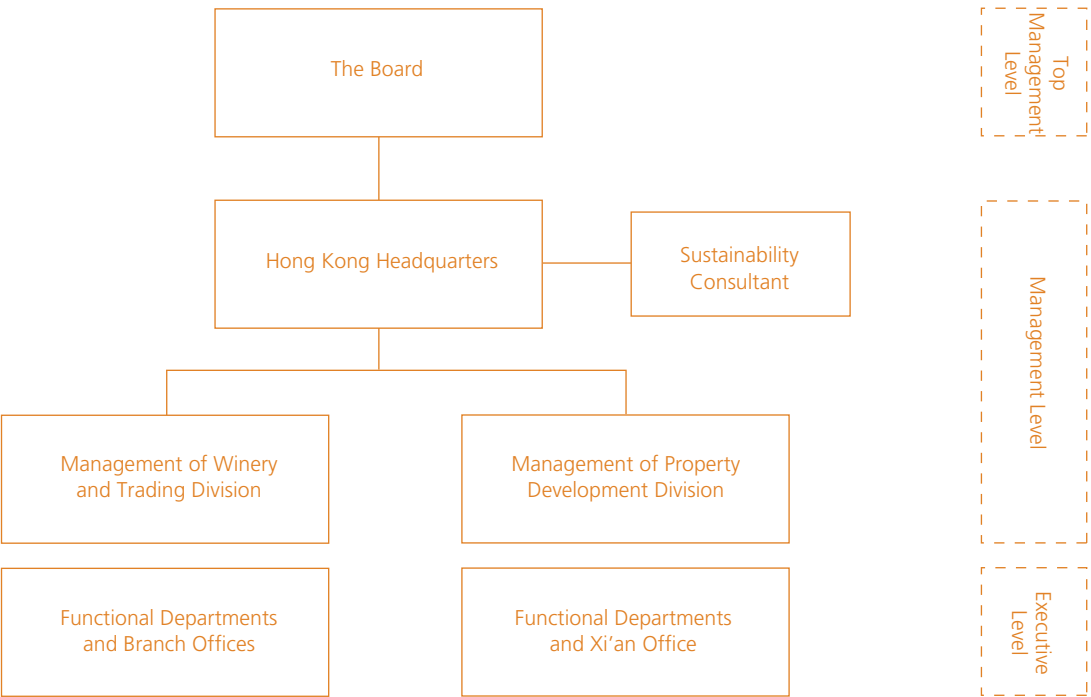 The Board
Top
Management
Level
Hong Kong Headquarters
Sustainability
Consultant
Management Level
Management of Winery
and Trading Division
Management of Property
Development Division
Functional Departments
and Branch Offices
Functional Departments
and Xi’an Office
Executive
Level